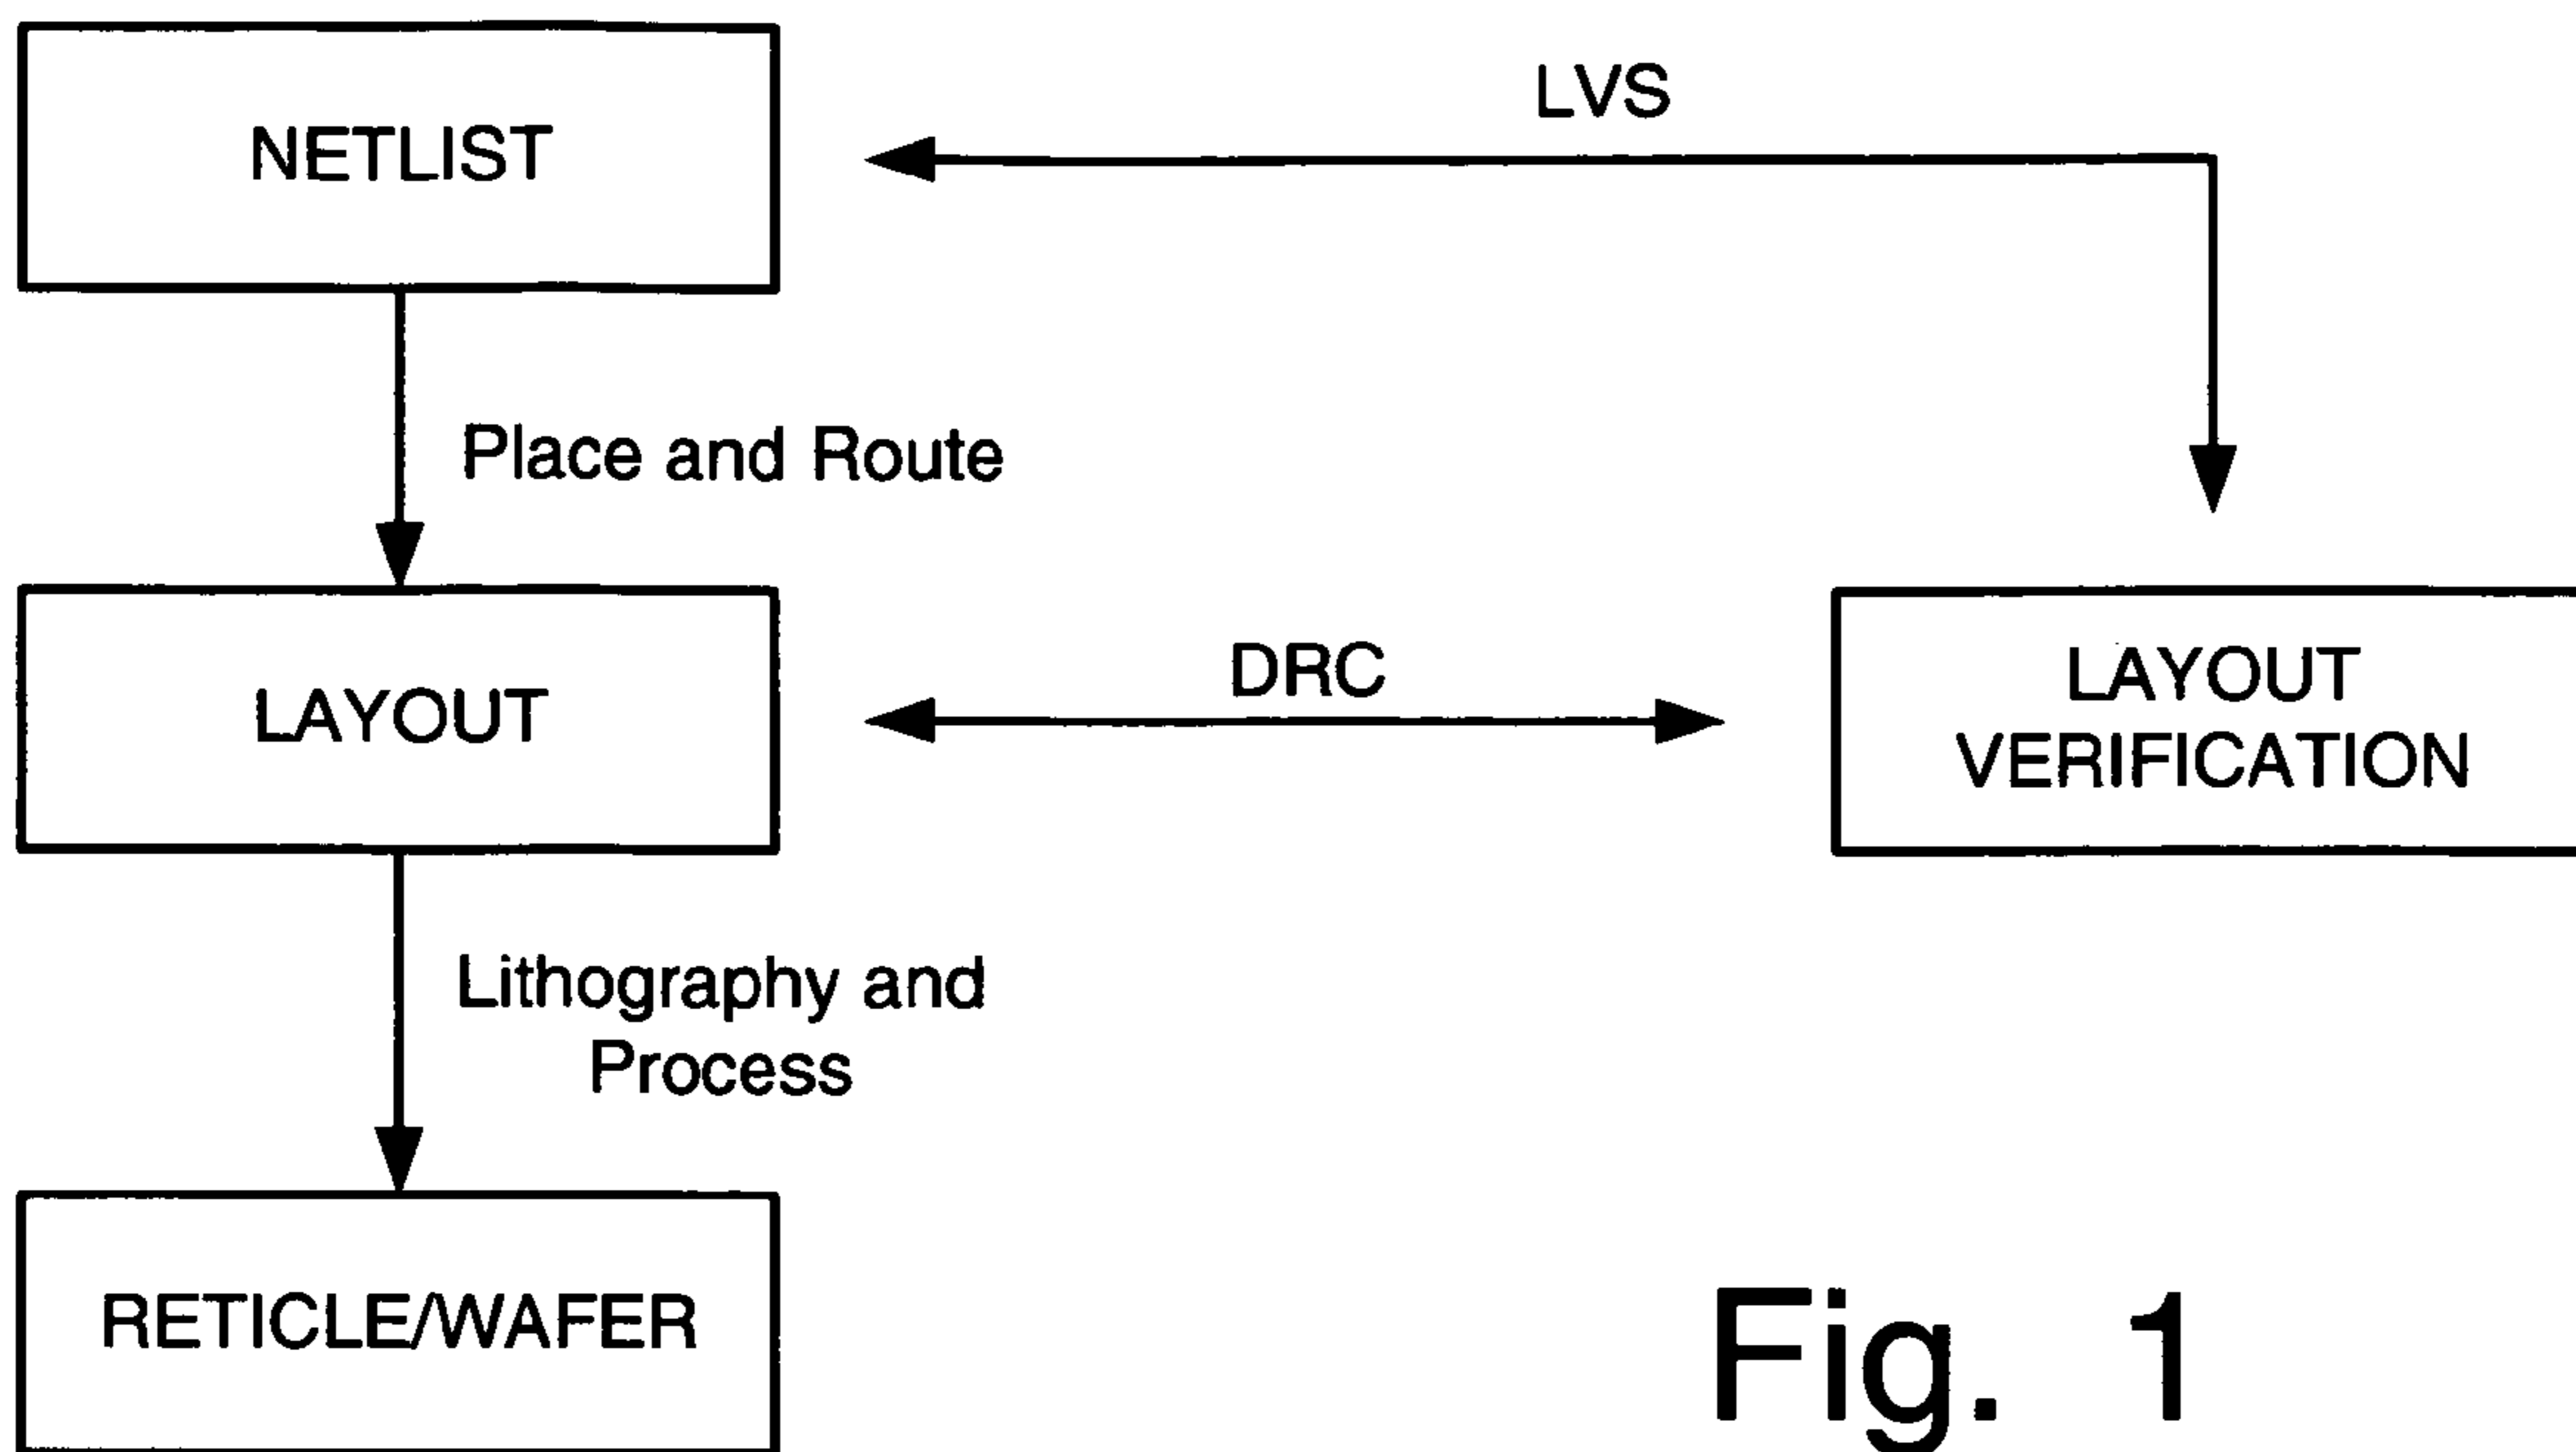 NETLIST
LVS
Place and Route
LAYOUT
DRC
LAYOUT
VERIFICATION
Lithography and
Process
RETICLE/WAFER
Fig. 1